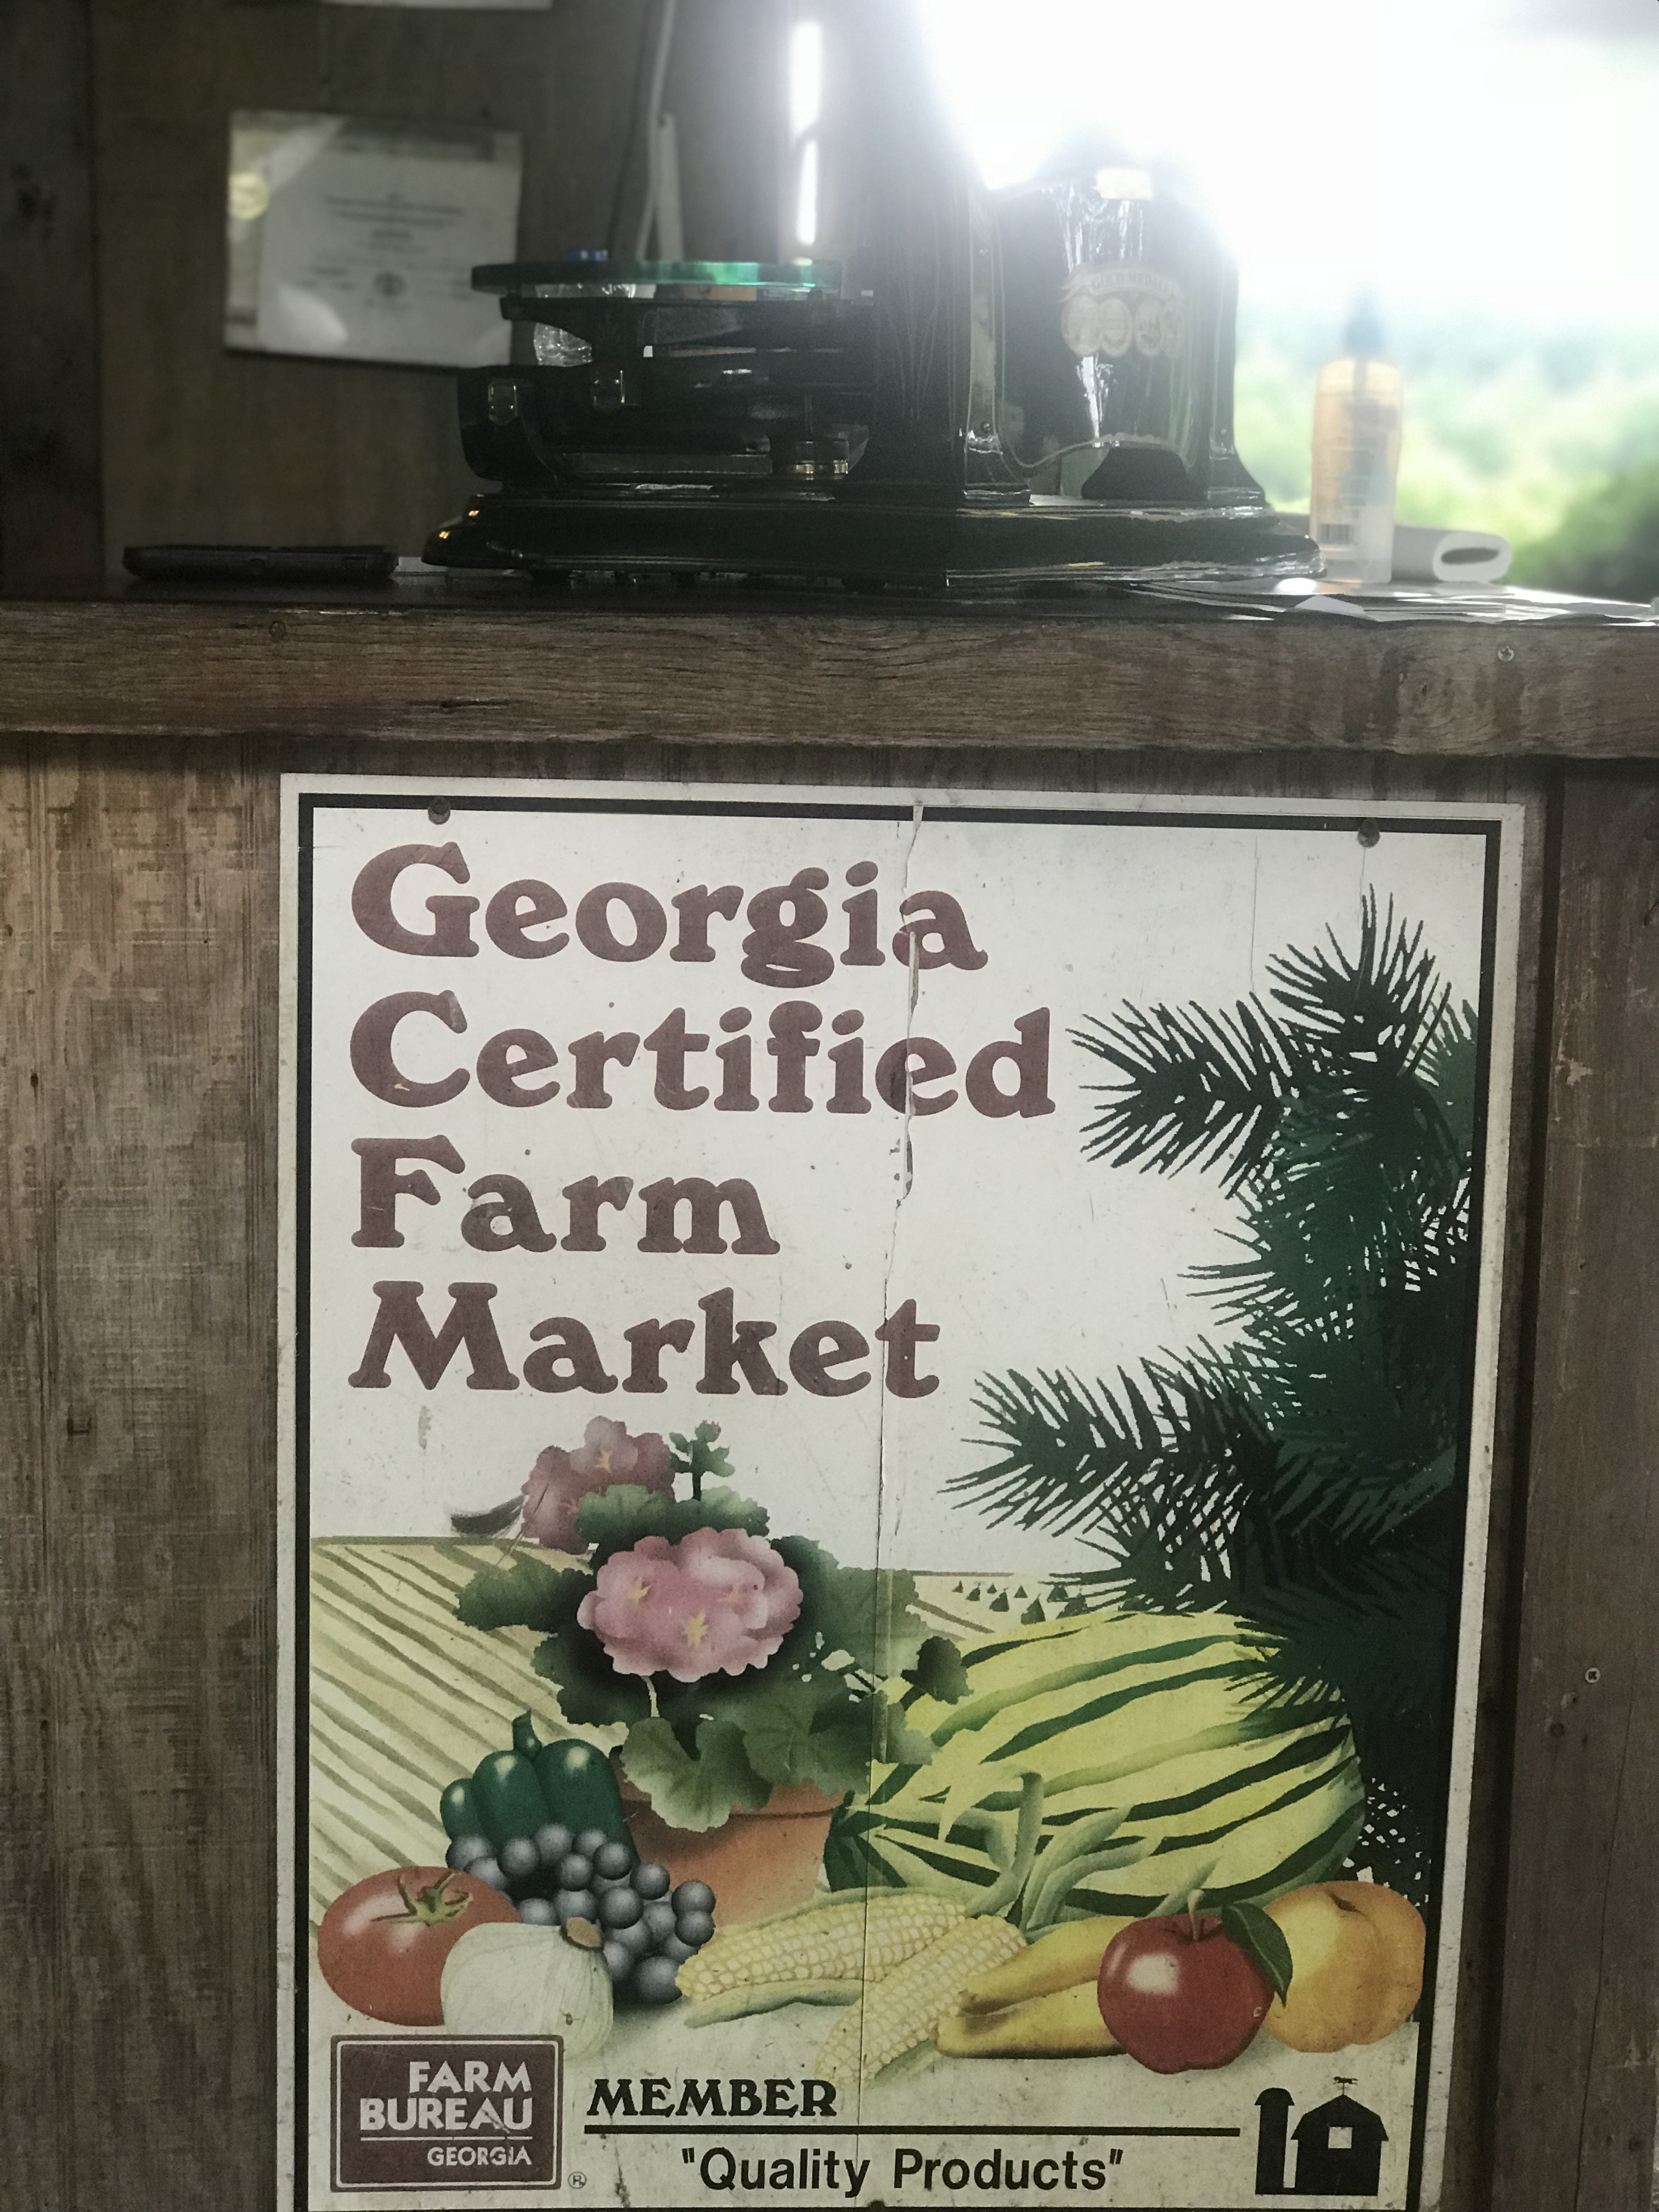 Georgia
Certified
Farm
Market
FARM
BUREAU
GEORGIA
®
MEMBER
"Quality Products"